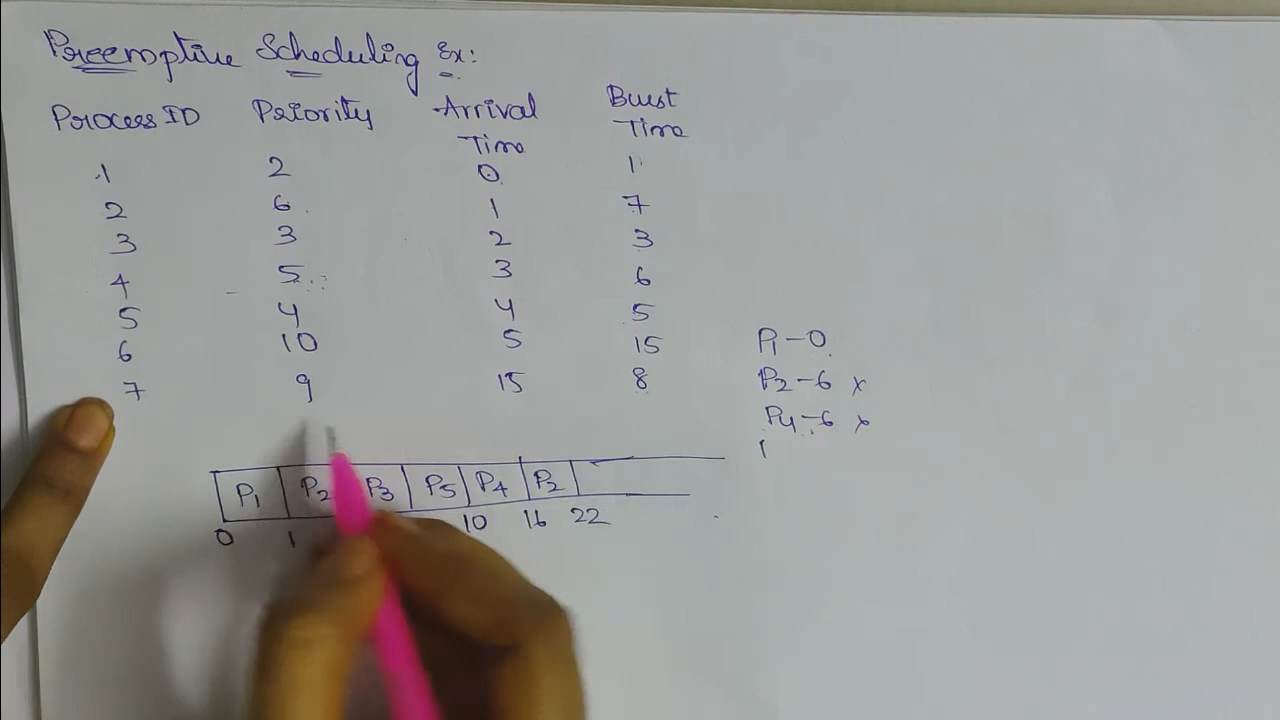 Preemptive Scheduling Ex:
Process ID Priority Arrival Time Burst Time
1 2 0 1
2 6 1 7
3 3 2 3
4 5 3 6
5 4 4 5
6 10 5 15
7 9 15 8
P1-0
P2-6 x
P4-6 x
P1 P2 P3 P5 P4 P2
0 1 10 16 22